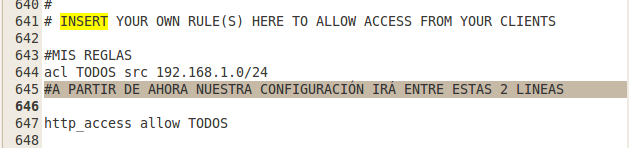 640 #
641 # INSERT YOUR OWN RULE(S) HERE TO ALLOW ACCESS FROM YOUR CLIENTS
642
643 #MIS REGLAS
644 acl TODOS src 192.168.1.0/24
645 #A PARTIR DE AHORA NUESTRA CONFIGURACIÓN IRÁ ENTRE ESTAS 2 LINEAS
646
647 http_access allow TODOS
648